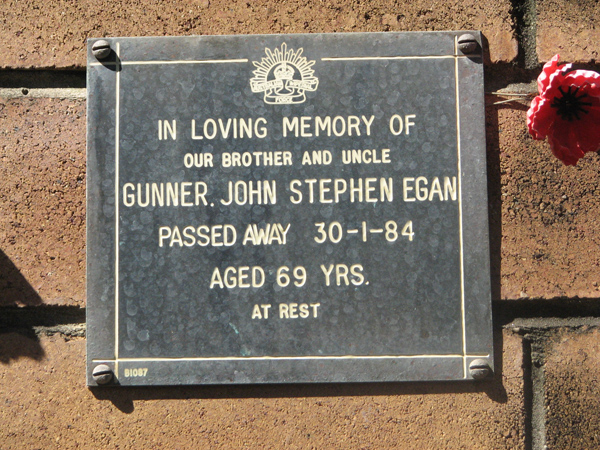 IN LOVING MEMORY OF
OUR BROTHER AND UNCLE
GUNNER. JOHN STEPHEN EGAN
PASSED AWAY 30-1-84
AGED 69 YRS.
AT REST
B1087